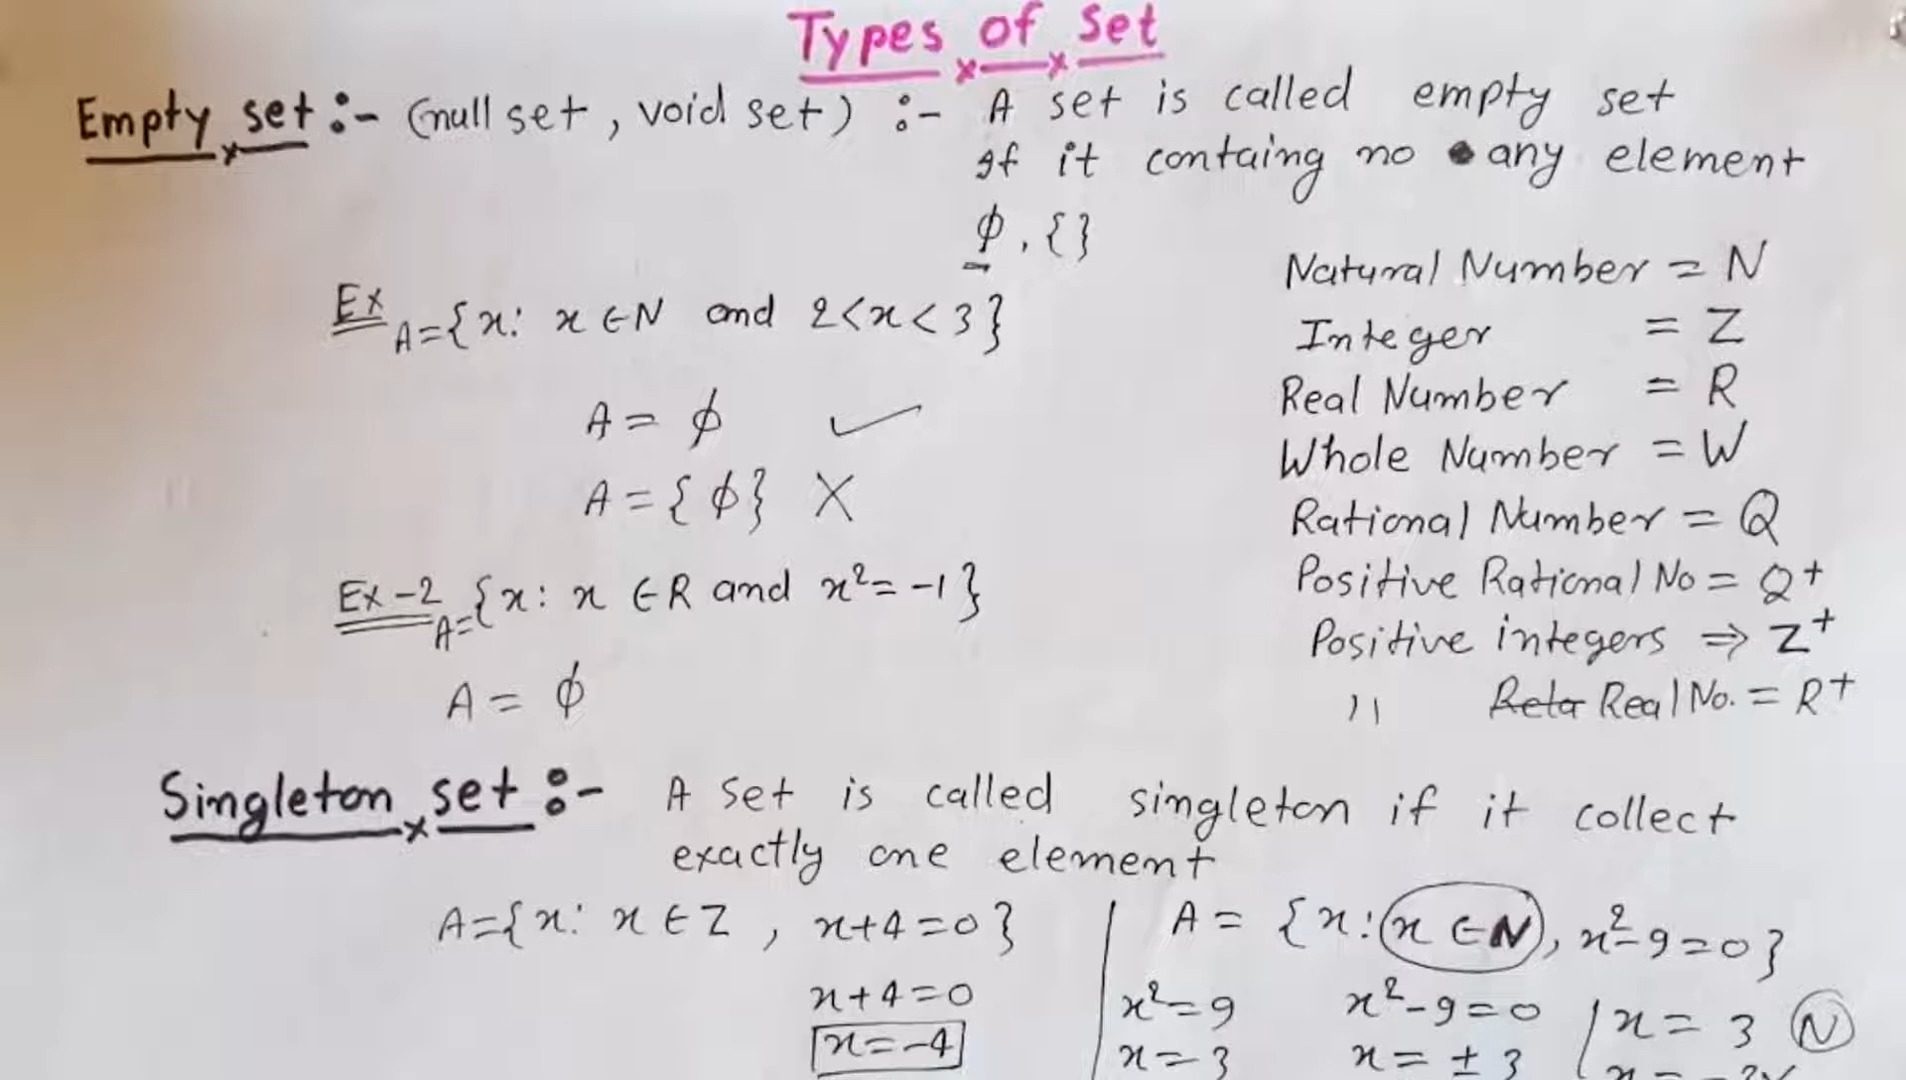 Types of Set
Empty set :- (null set, void set) :- A set is called empty set
If it containg no any element
ϕ, {}
Natural Number = N
Integer = Z
Real Number = R
Whole Number = W
Rational Number = Q
Positive Rational No = Q+
Positive integers ⇒ Z+
〃 Real No. = R+
Ex A={x: x∈N and 2<x<3}
A = ϕ ✓
A = {ϕ} X
Ex-2 A={x: x∈R and x²=-1}
A = ϕ
Singleton set :- A set is called singleton if it collect
exactly one element
A={x: x∈Z, x+4=0}
x+4=0
x=-4
A = {x: x∈N, x²-9=0}
x²=9 x²-9=0 x=3 N
x=3 x=±3